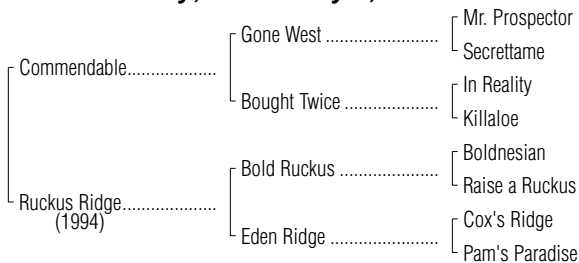 Mr. Prospector
Gone West ..........................
Secrettame
Commendable....................
In Reality
Bought Twice ......................
Killaloe
Boldnesian
Bold Ruckus .......................
Raise a Ruckus
Ruckus Ridge.....................
(1994)
Cox's Ridge
Eden Ridge .........................
Pam's Paradise